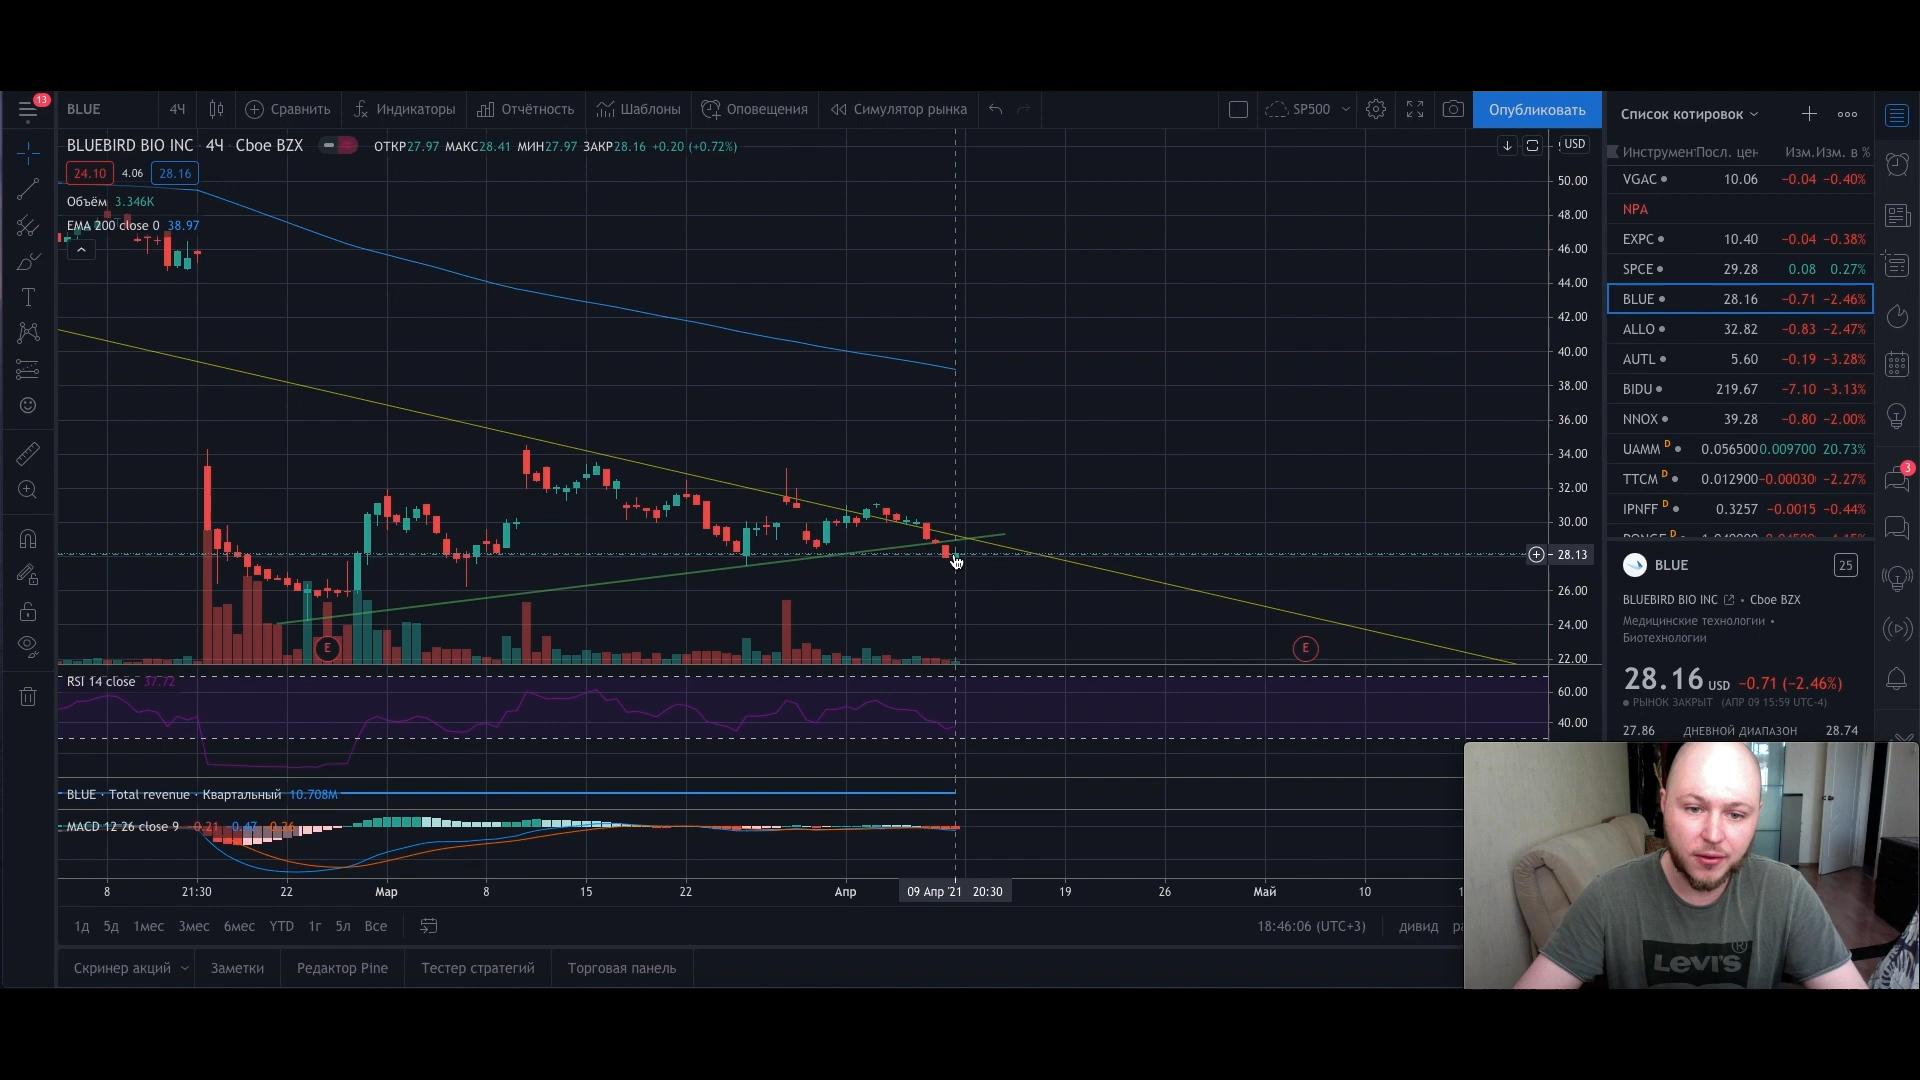 13
BLUE
4Ч
Сравнить
Индикаторы
Отчётность
Шаблоны
Оповещения
Симулятор рынка
SP500
Опубликовать
BLUEBIRD BIO INC 4Ч Cboe BZX
ОТКР27.97 МАКС28.41 МИН27.97 ЗАКР28.16 +0.20 (+0.72%)
24.10 4.06 28.16
Объём 3.346K
EMA 200 close 0 38.97
USD
50.00
48.00
46.00
44.00
42.00
40.00
38.00
36.00
34.00
32.00
30.00
28.13
26.00
24.00
22.00
E
E
RSI 14 close 37.72
60.00
40.00
BLUE · Total revenue · Квартальный 10.708M
MACD 12 26 close 9 −0.21 −0.47 −0.26
8 21:30 22 Мар 8 15 22 Апр 09 Апр '21 20:30 19 26 Май 10
1д 5д 1мес 3мес 6мес YTD 1г 5л Все
18:46:06 (UTC+3)
дивид
Скринер акций
Заметки
Редактор Pine
Тестер стратегий
Торговая панель
Список котировок
Инструмент Посл. цен Изм. Изм. в %
VGAC 10.06 −0.04 −0.40%
NPA
EXPC 10.40 −0.04 −0.38%
SPCE 29.28 0.08 0.27%
BLUE 28.16 −0.71 −2.46%
ALLO 32.82 −0.83 −2.47%
AUTL 5.60 −0.19 −3.28%
BIDU 219.67 −7.10 −3.13%
NNOX 39.28 −0.80 −2.00%
UAMM D 0.056500 0.009700 20.73%
TTCM D 0.012900 −0.00030 −2.27%
IPNFF D 0.3257 −0.0015 −0.44%
3
BLUE
25
BLUEBIRD BIO INC • Cboe BZX
Медицинские технологии •
Биотехнологии
28.16 USD −0.71 (−2.46%)
РЫНОК ЗАКРЫТ (АПР 09 15:59 UTC-4)
27.86 ДНЕВНОЙ ДИАПАЗОН 28.74
LEVI'S ®